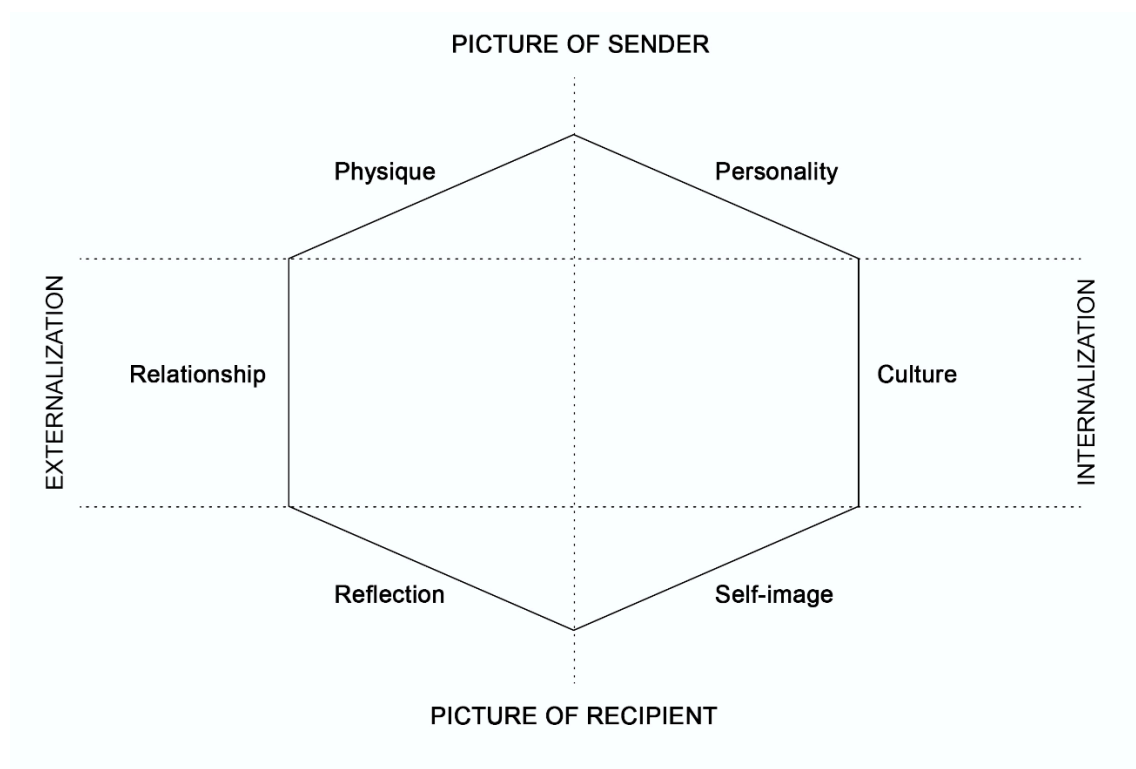 PICTURE OF SENDER
Physique
Personality
EXTERNALIZATION
Relationship
Culture
INTERNALIZATION
Reflection
Self-image
PICTURE OF RECIPIENT